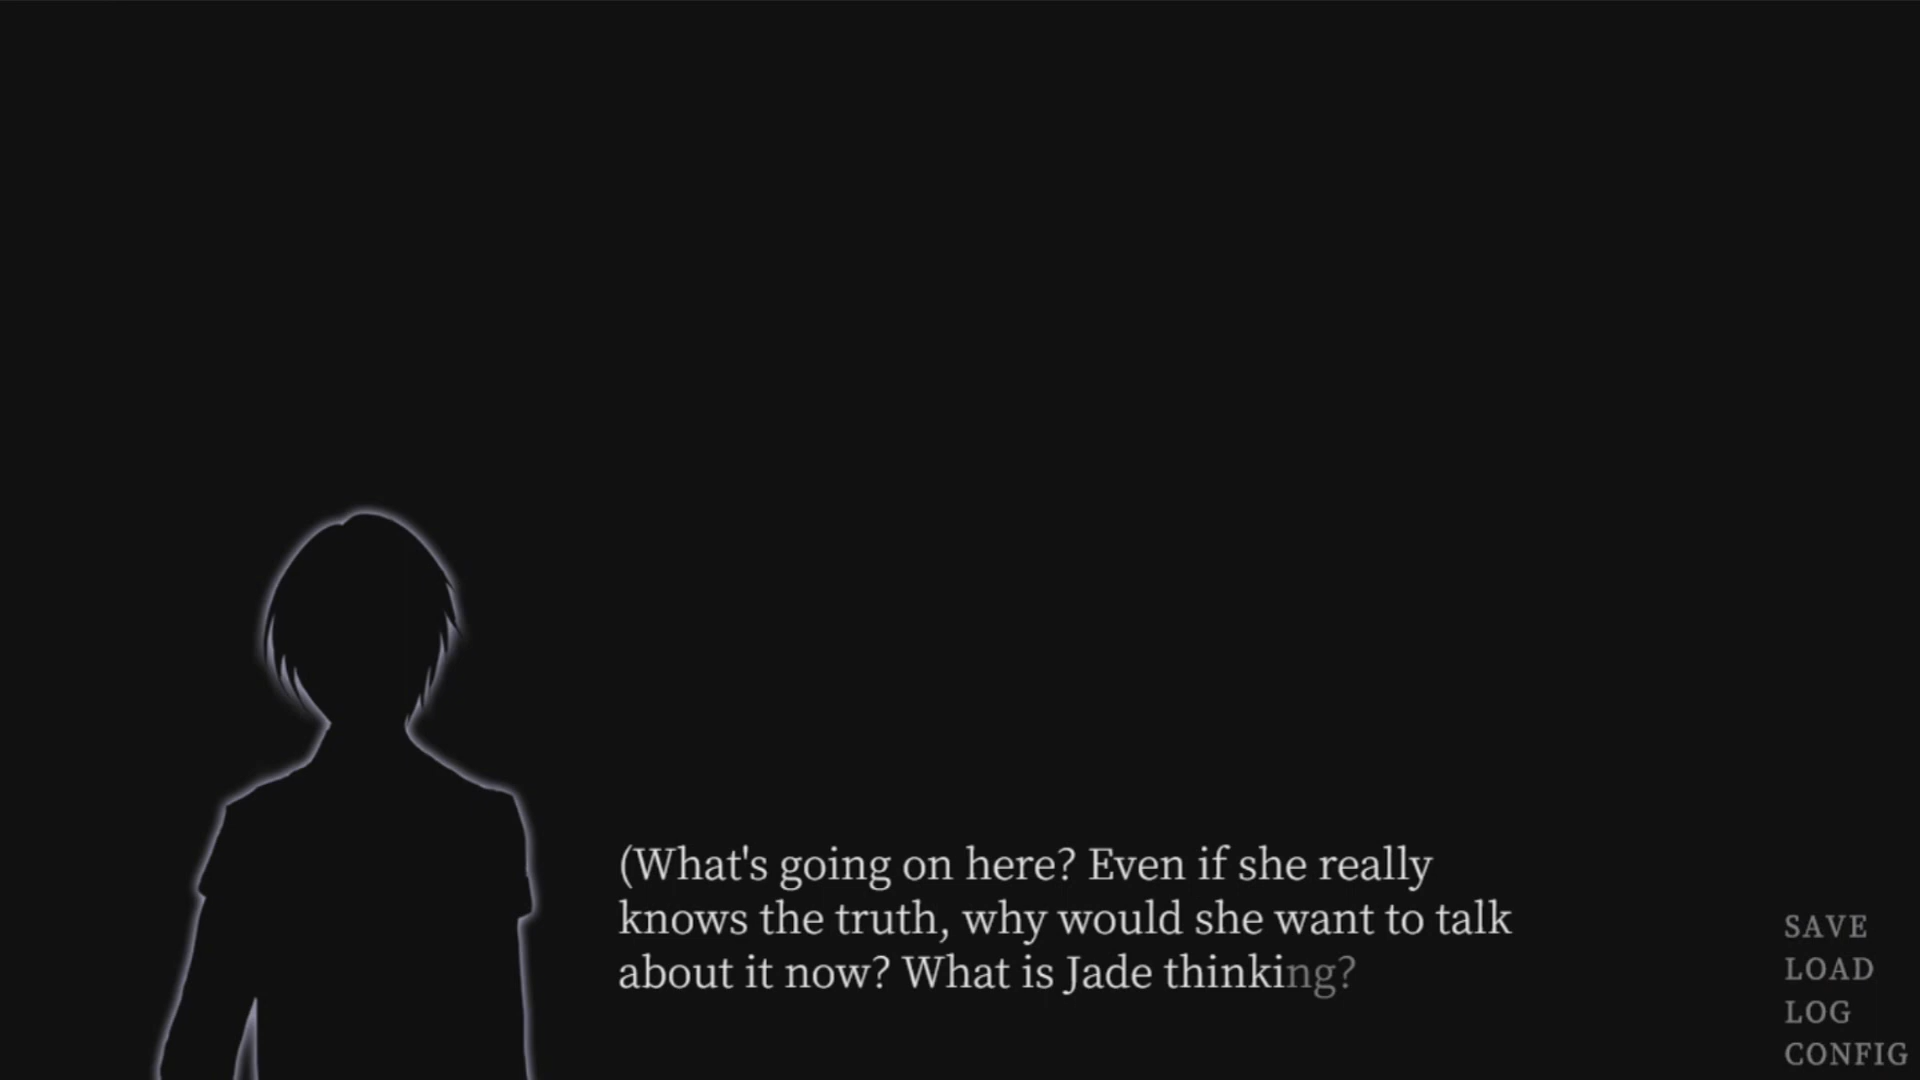 (What's going on here? Even if she really
knows the truth, why would she want to talk
about it now? What is Jade thinking?
SAVE
LOAD
LOG
CONFIG